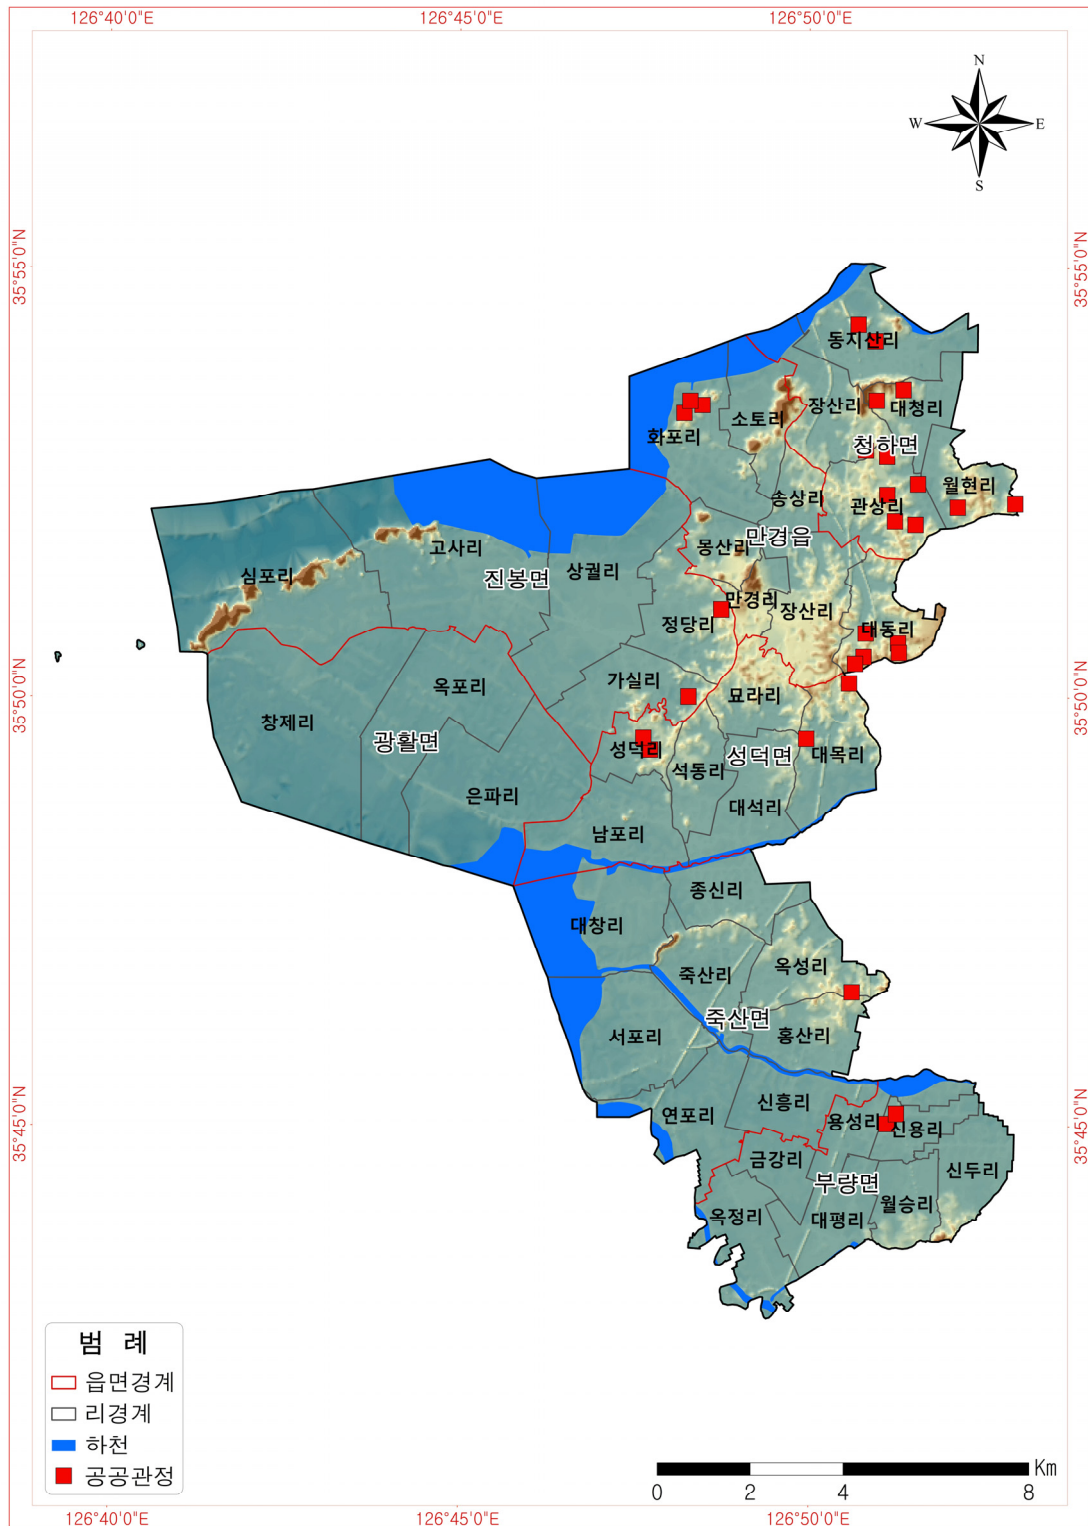 126°40'0"E
126°45'0"E
126°50'0"E
N
W
E
S
35°55'0"N
35°55'0"N
동지산리
장산리
대청리
소토리
화포리
청하면
월현리
송상리
관상리
만경읍
몽산리
고사리
상궐리
심포리
진봉면
만경리
장산리
정당리
대동리
가실리
옥포리
묘라리
35°50'0"N
35°50'0"N
창제리
광활면
성덕리
성덕면
대목리
석동리
은파리
대석리
남포리
종신리
대창리
옥성리
죽산리
죽산면
서포리
홍산리
신흥리
연포리
용성리
신용리
35°45'0"N
35°45'0"N
금강리
신두리
부량면
월승리
옥정리
대평리
범 례
읍면경계
리경계
하천
공공관정
Km
0
2
4
8
126°40'0"E
126°45'0"E
126°50'0"E